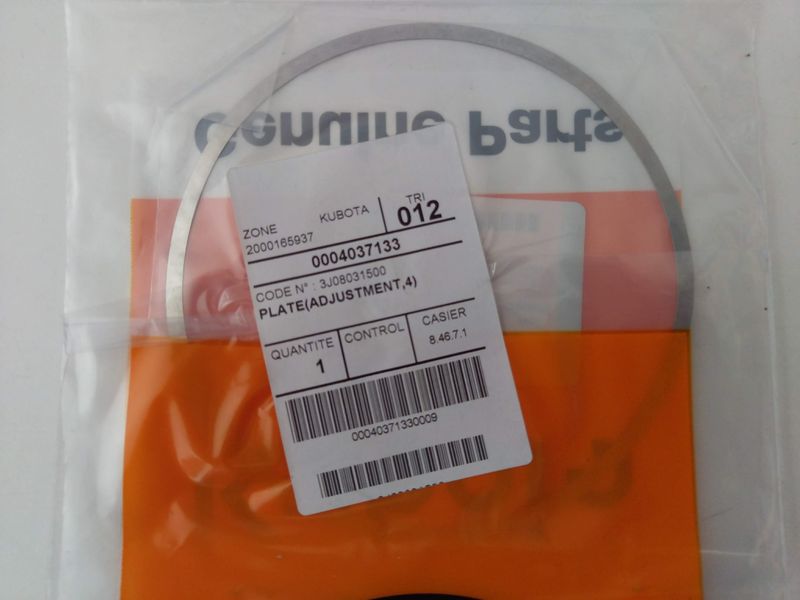 Genuine Parts
ZONE KUBOTA TRI
2000165937 012
0004037133
CODE N° : 3J08031500
PLATE(ADJUSTMENT,4)
QUANTITE CONTROL CASIER
1 8.46.7.1
00040371330009